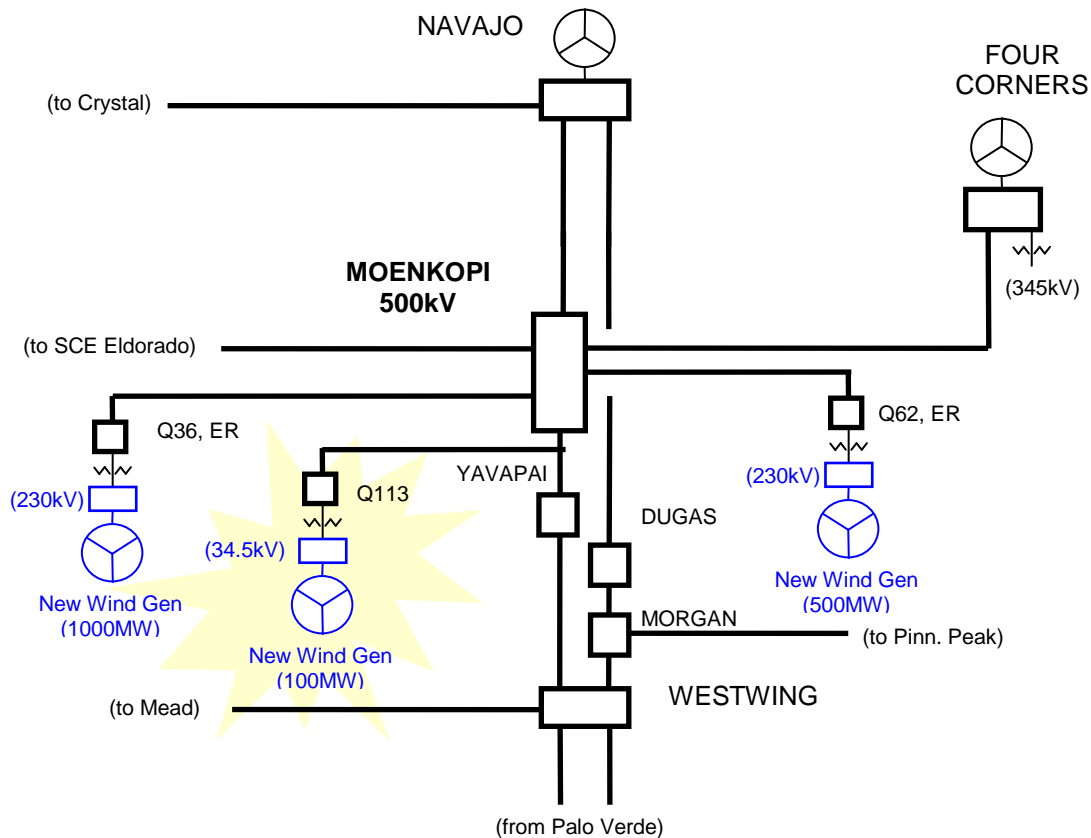 NAVAJO
FOUR
CORNERS
(to Crystal)
MOENKOPI
500kV
(345kV)
(to SCE Eldorado)
Q36, ER
Q62, ER
YAVAPAI
(230kV)
Q113
(230kV)
DUGAS
(34.5kV)
New Wind Gen
(1000MW)
New Wind Gen
(500MW)
MORGAN
(to Pinn. Peak)
New Wind Gen
(100MW)
(to Mead)
WESTWING
(from Palo Verde)